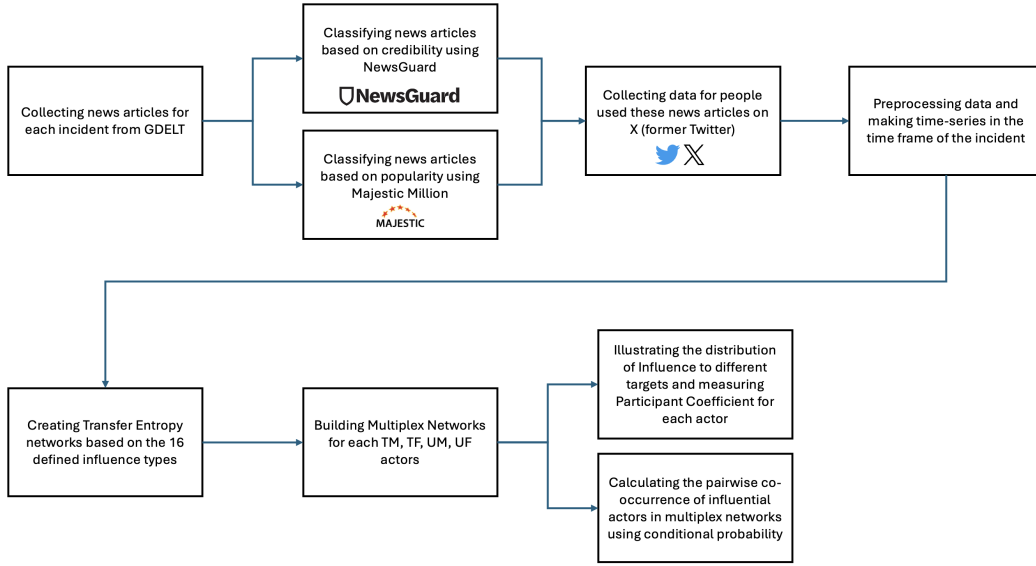 Collecting news articles for
each incident from GDELT
Classifying news articles
based on credibility using
NewsGuard
NewsGuard
Classifying news articles
based on popularity using
Majestic Million
MAJESTIC
Collecting data for people
used these news articles on
X (former Twitter)
Preprocessing data and
making time-series in the
time frame of the incident
Creating Transfer Entropy
networks based on the 16
defined influence types
Building Multiplex Networks
for each TM, TF, UM, UF
actors
Illustrating the distribution
of Influence to different
targets and measuring
Participant Coefficient for
each actor
Calculating the pairwise co-
occurrence of influential
actors in multiplex networks
using conditional probability